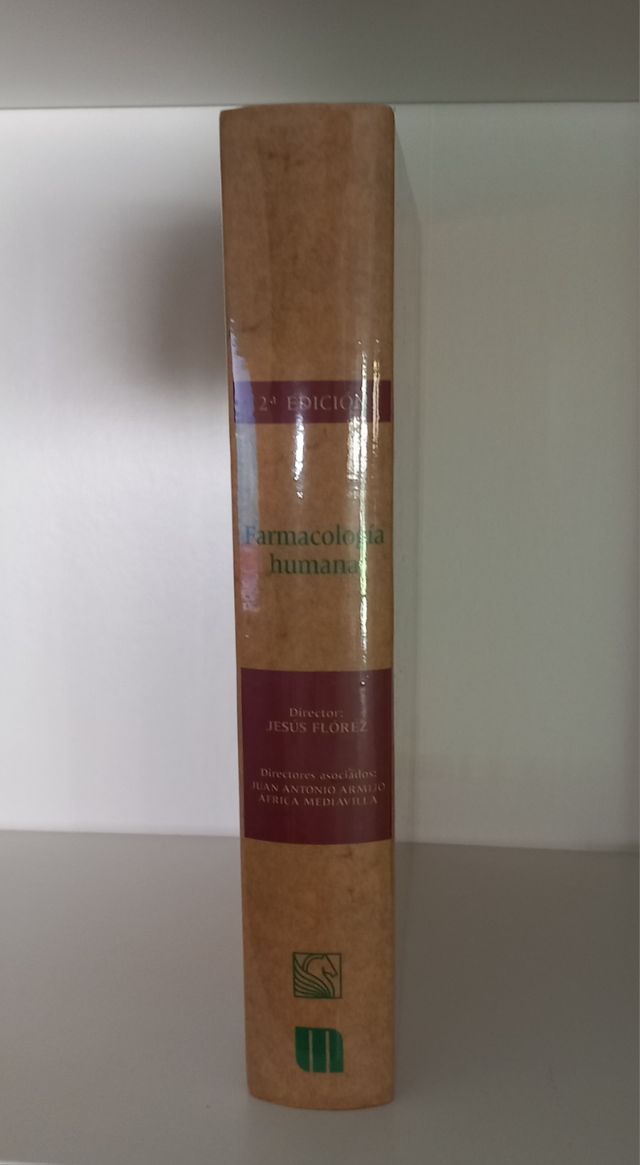 2ª EDICIÓN
Farmacología
humana
Director:
JESÚS FLÓREZ
Directores asociados:
JUAN ANTONIO ARMIJO
ÁFRICA MEDIAVILLA
m